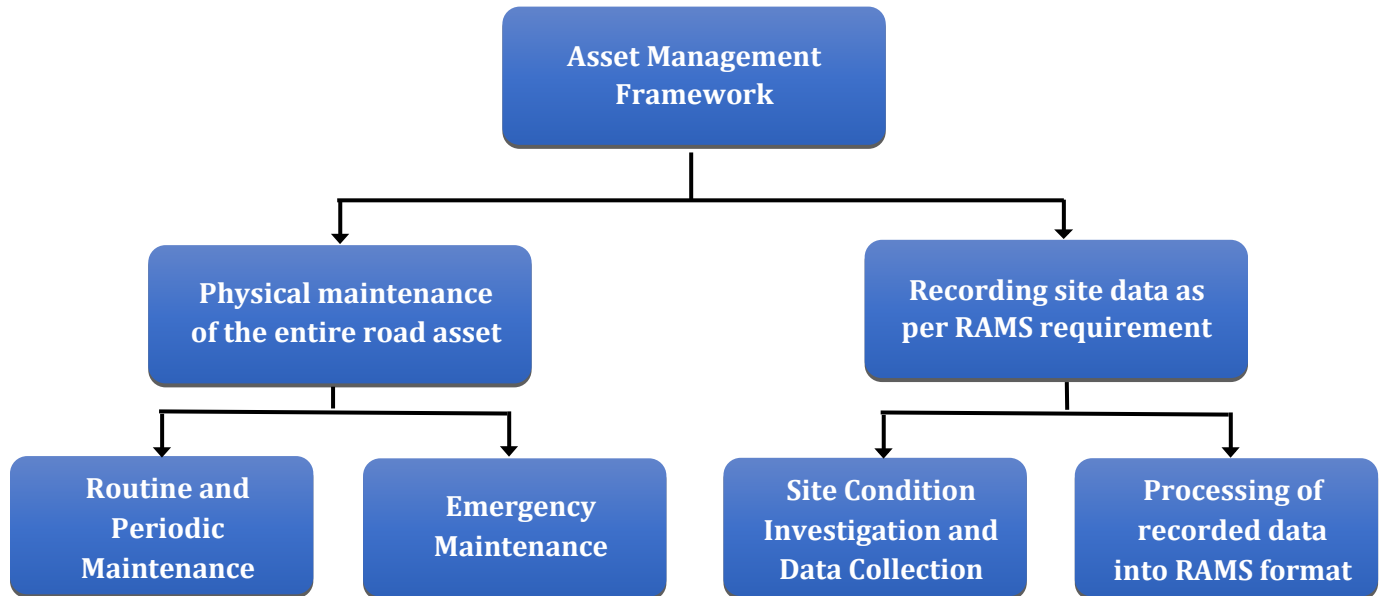 Asset Management
Framework
Physical maintenance
of the entire road asset
Recording site data as
per RAMS requirement
Routine and
Periodic
Maintenance
Emergency
Maintenance
Site Condition
Investigation and
Data Collection
Processing of
recorded data
into RAMS format